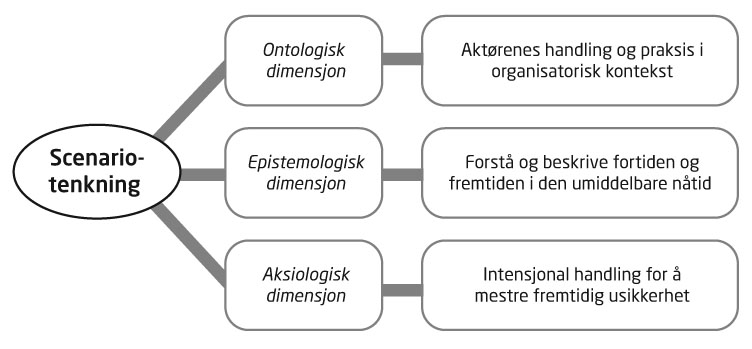 Scenario-
tenkning
Ontologisk
dimensjon
Aktørenes handling og praksis i
organisatorisk kontekst
Epistemologisk
dimensjon
Forstå og beskrive fortiden og
fremtiden i den umiddelbare nåtid
Aksiologisk
dimensjon
Intensjonal handling for å
mestre fremtidig usikkerhet